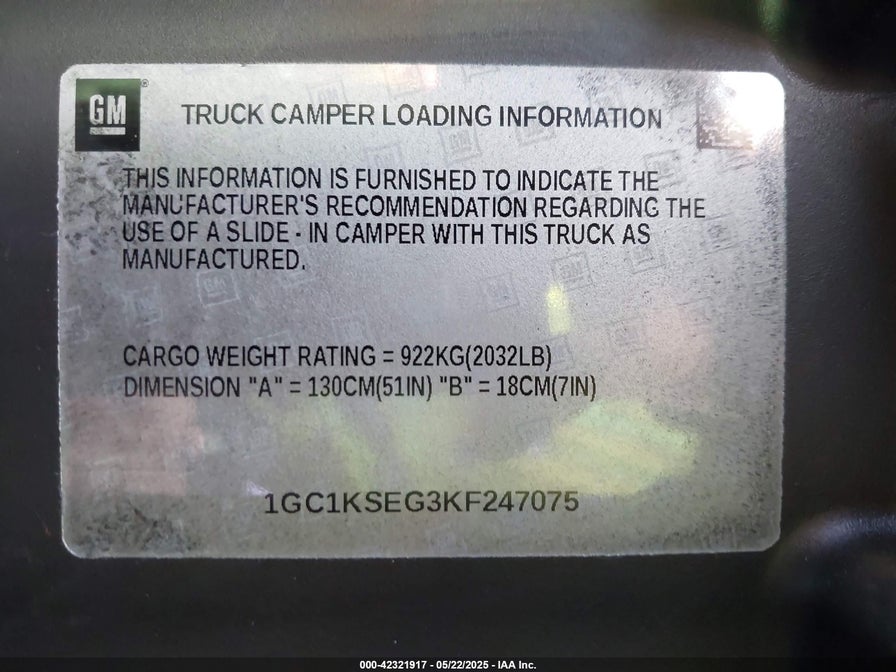 GM
TRUCK CAMPER LOADING INFORMATION
THIS INFORMATION IS FURNISHED TO INDICATE THE
MANUFACTURER'S RECOMMENDATION REGARDING THE
USE OF A SLIDE - IN CAMPER WITH THIS TRUCK AS
MANUFACTURED.
CARGO WEIGHT RATING = 922KG(2032LB)
DIMENSION "A" = 130CM(51IN) "B" = 18CM(7IN)
1GC1KSEG3KF247075
000-42321917 - 05/22/2025 - IAA Inc.